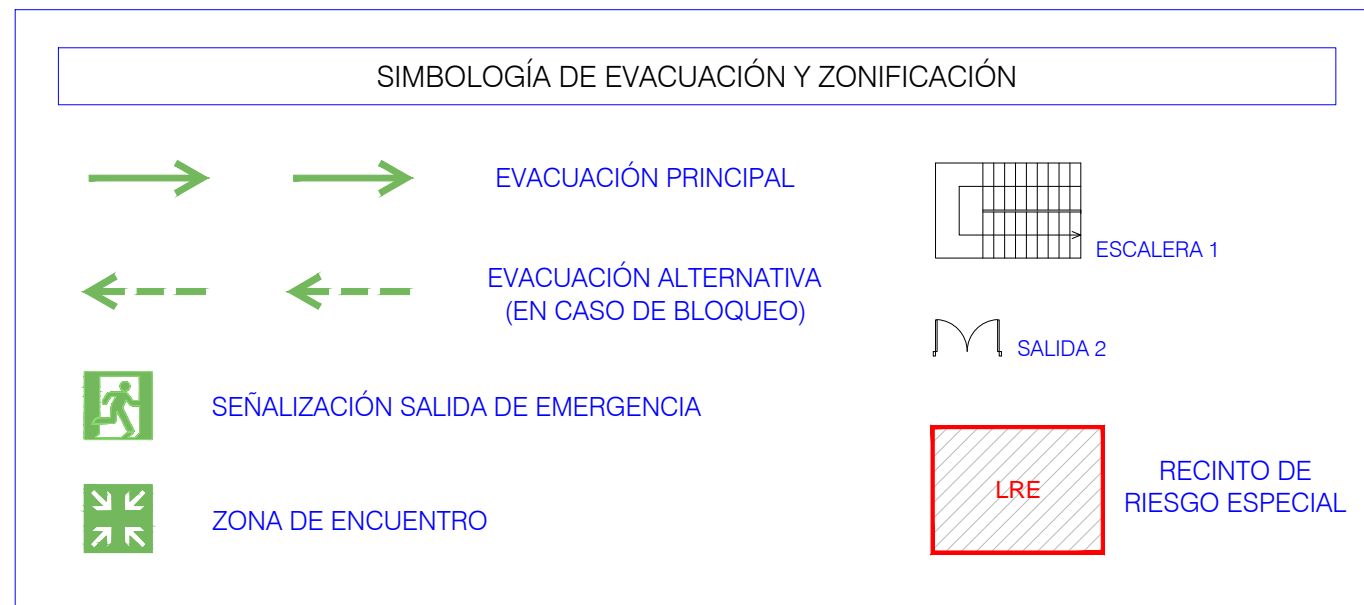 SIMBOLOGÍA DE EVACUACIÓN Y ZONIFICACIÓN
EVACUACIÓN PRINCIPAL
EVACUACIÓN ALTERNATIVA
(EN CASO DE BLOQUEO)
SEÑALIZACIÓN SALIDA DE EMERGENCIA
ZONA DE ENCUENTRO
ESCALERA 1
SALIDA 2
LRE
RECINTO DE
RIESGO ESPECIAL